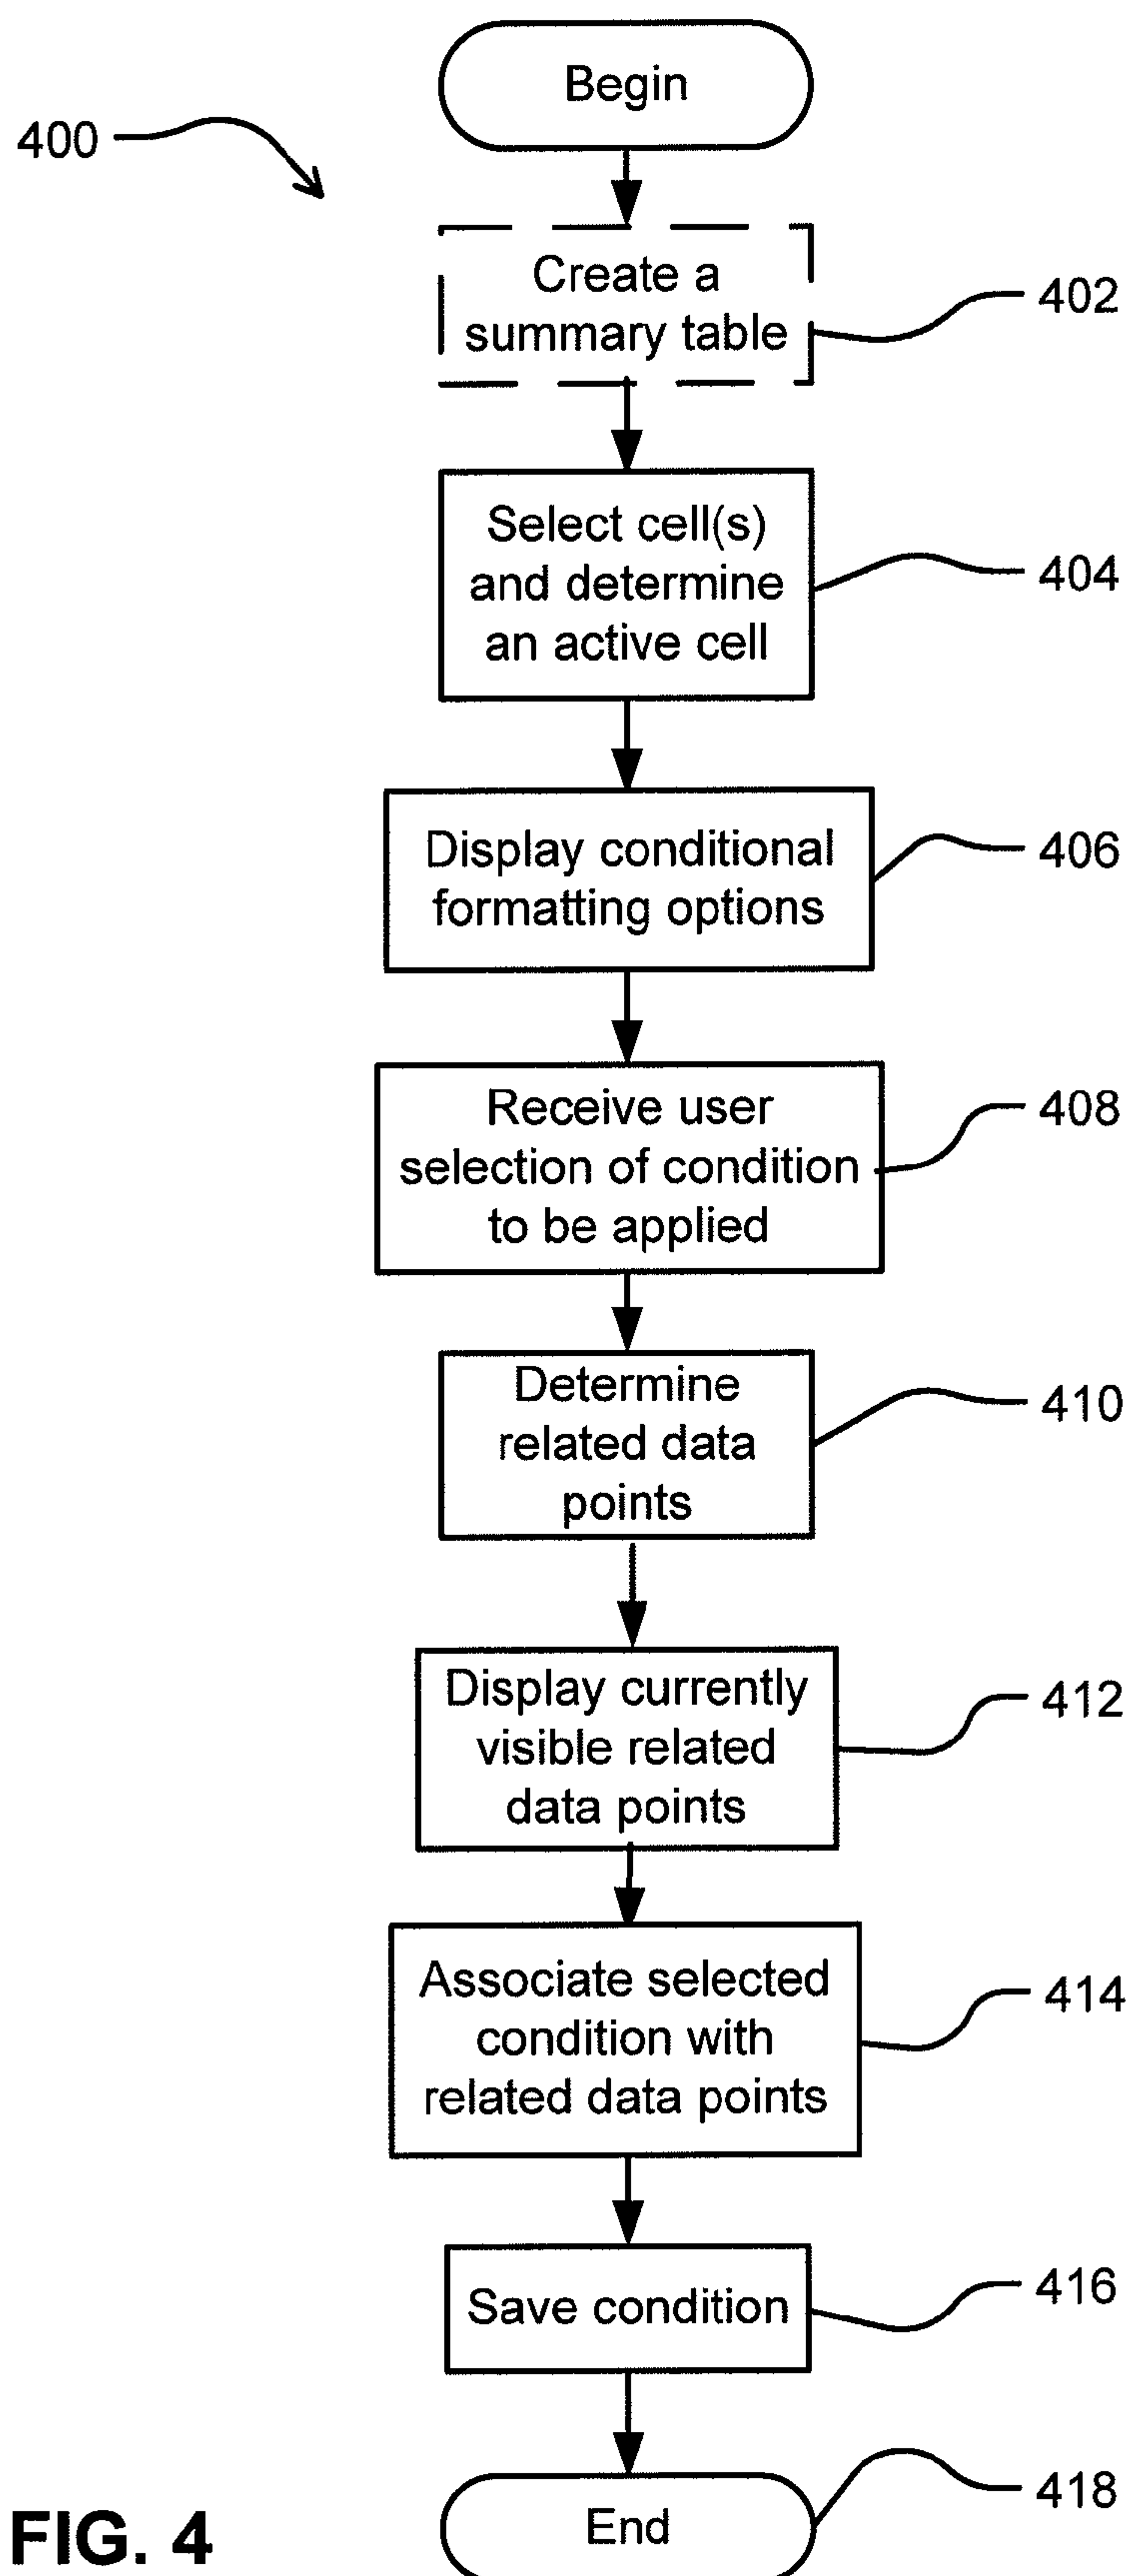 Begin
400
Create a
summary table
402
Select cell(s)
and determine
an active cell
404
Display conditional
formatting options
406
Receive user
selection of condition
to be applied
408
Determine
related data
points
410
Display currently
visible related
data points
412
Associate selected
condition with
related data points
414
Save condition
416
End
418
FIG. 4